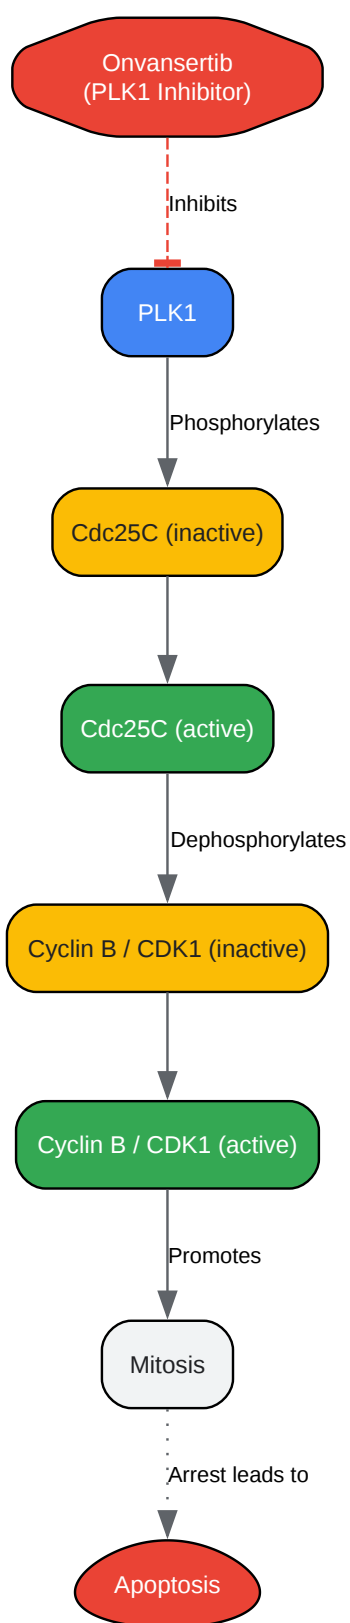 Onvansertib
(PLK1 Inhibitor)
Inhibits
PLK1
Phosphorylates
Cdc25C (inactive)
Cdc25C (active)
Dephosphorylates
Cyclin B / CDK1 (inactive)
Cyclin B / CDK1 (active)
Promotes
Mitosis
Arrest leads to
Apoptosis